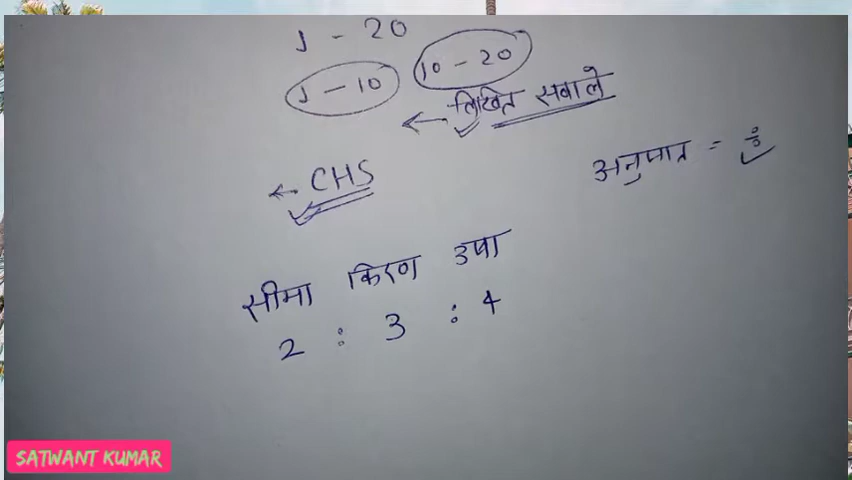 1 - 20
1 - 10 10 - 20
← लिखित सवाले
← CHS
अनुपात =
सीमा किरण उषा
2 : 3 : 4
SATWANT KUMAR